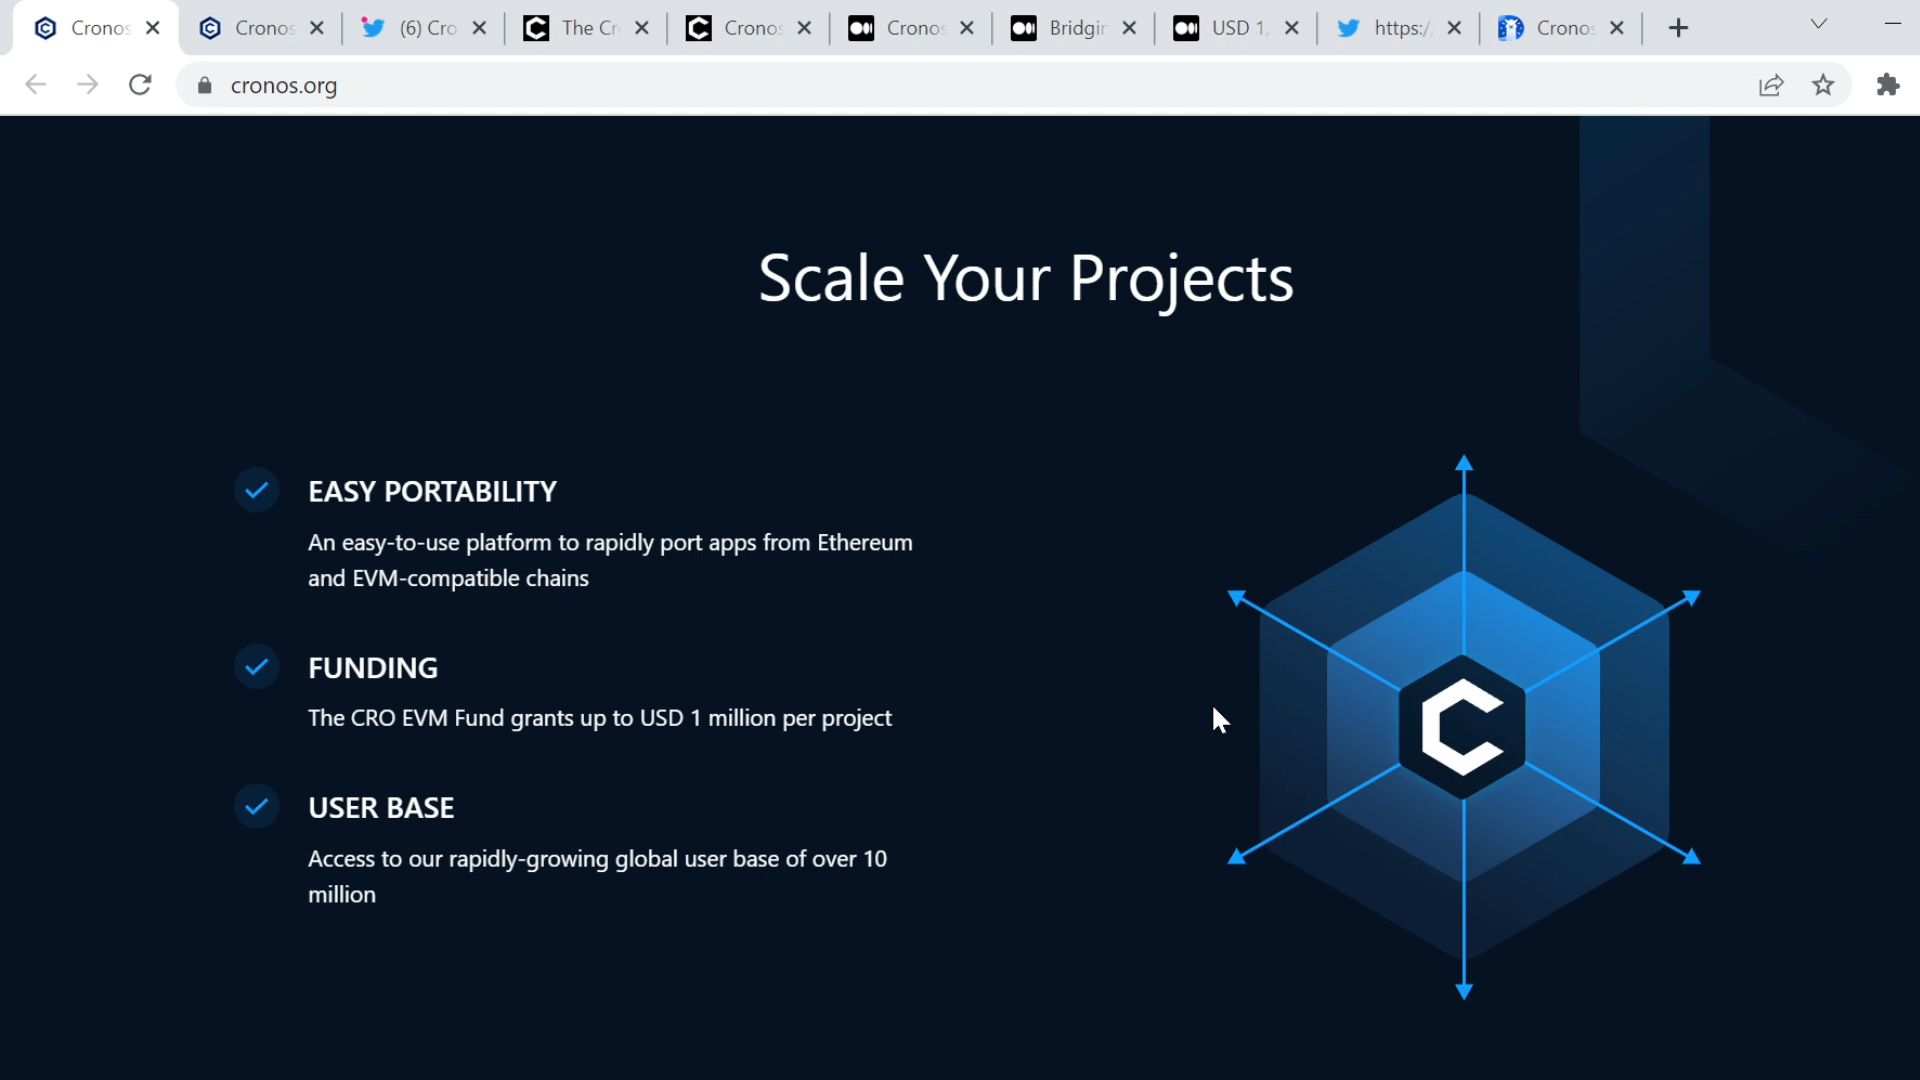 Cronos
Cronos
(6) Cro
The Cr
Cronos
Cronos
Bridgin
USD 1,
https:/
Cronos
cronos.org
Scale Your Projects
EASY PORTABILITY
An easy-to-use platform to rapidly port apps from Ethereum
and EVM-compatible chains
FUNDING
The CRO EVM Fund grants up to USD 1 million per project
USER BASE
Access to our rapidly-growing global user base of over 10
million